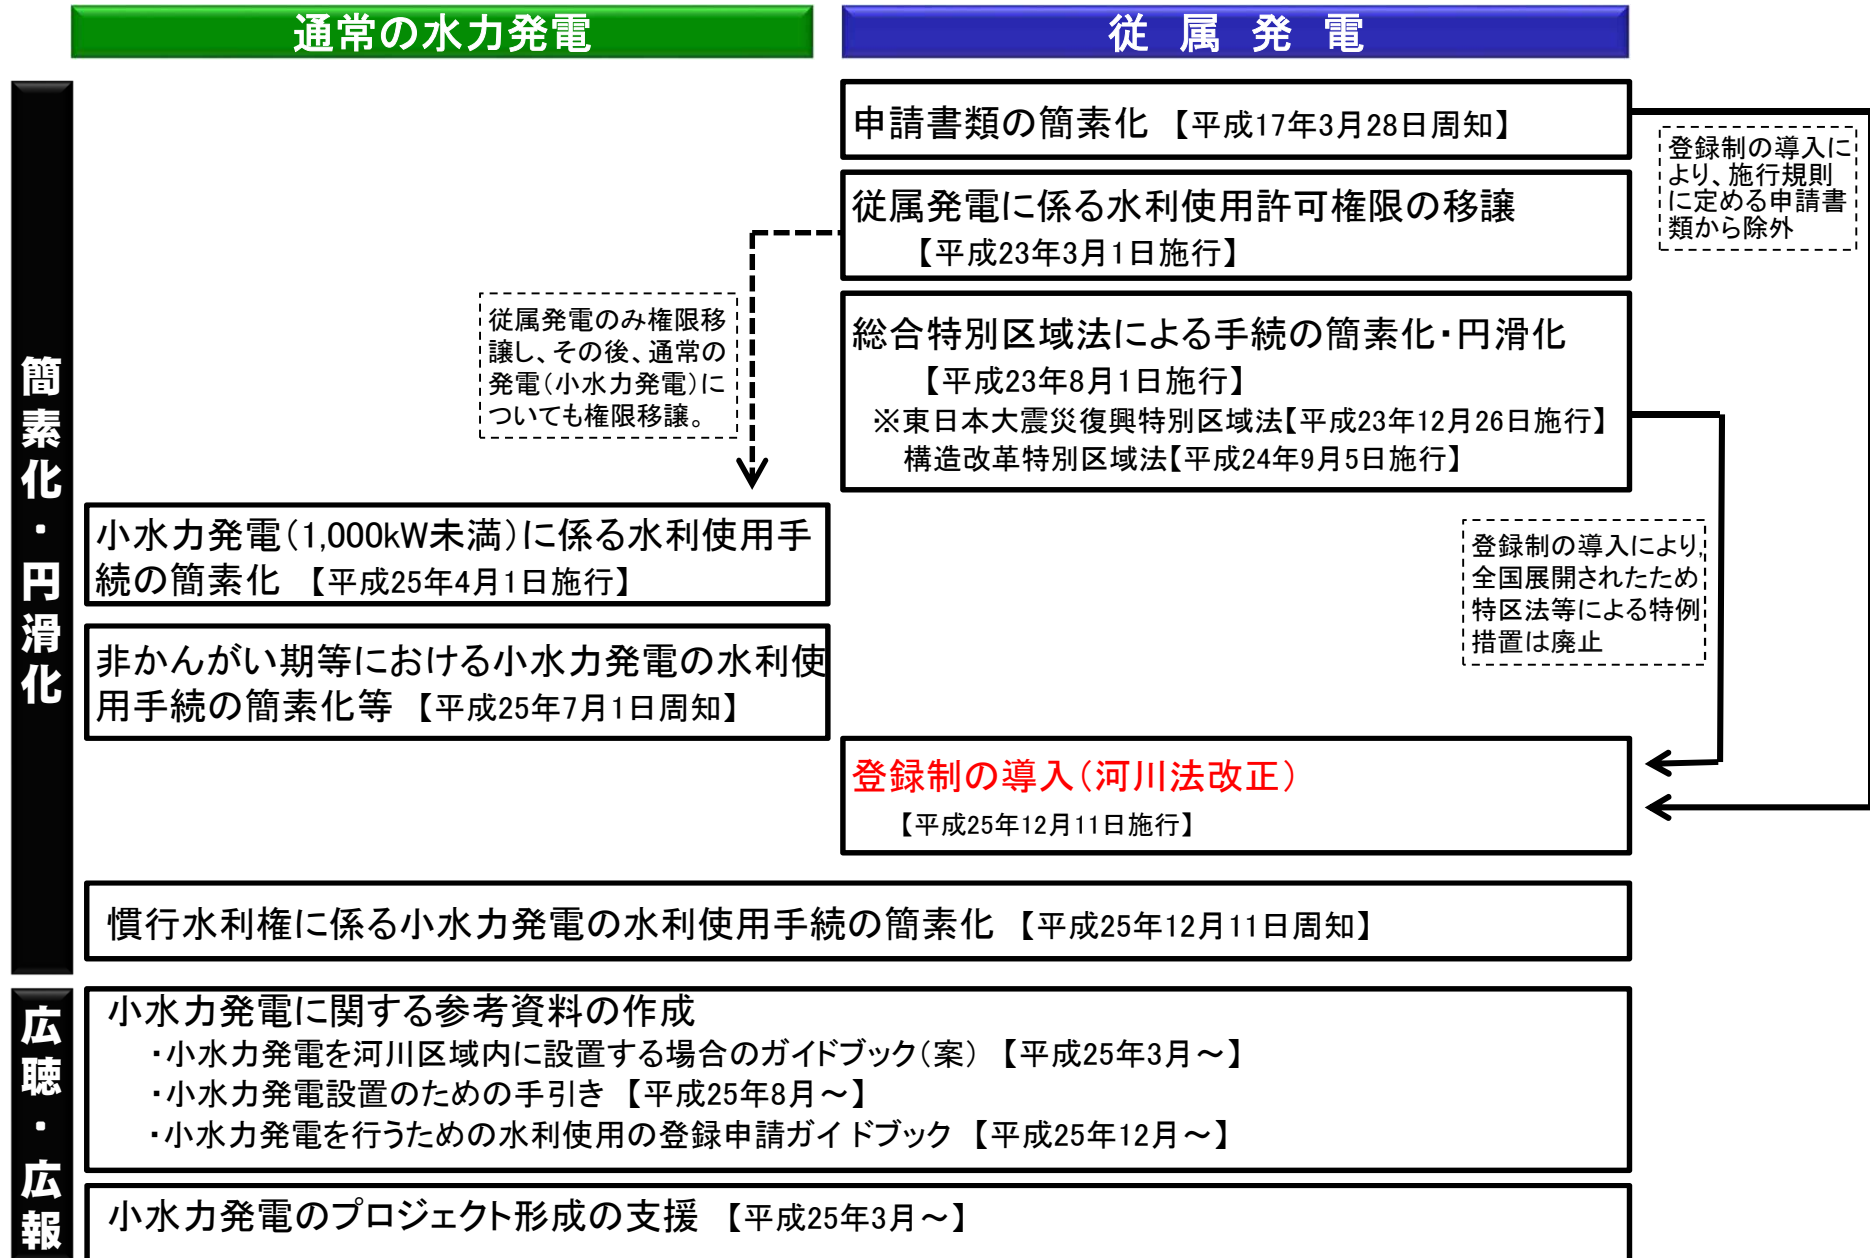 通常の水力発電
従属発電
簡素化・円滑化
申請書類の簡素化 【平成17年3月28日周知】
登録制の導入に
より、施行規則
に定める申請書
類から除外
従属発電に係る水利使用許可権限の移譲
【平成23年3月1日施行】
従属発電のみ権限移
譲し、その後、通常の
発電(小水力発電)に
ついても権限移譲。
総合特別区域法による手続の簡素化・円滑化
【平成23年8月1日施行】
※東日本大震災復興特別区域法【平成23年12月26日施行】
構造改革特別区域法【平成24年9月5日施行】
小水力発電(1,000kW未満)に係る水利使用手
続の簡素化 【平成25年4月1日施行】
登録制の導入により、
全国展開されたため
特区法等による特例
措置は廃止
非かんがい期等における小水力発電の水利使
用手続の簡素化等 【平成25年7月1日周知】
登録制の導入(河川法改正)
【平成25年12月11日施行】
慣行水利権に係る小水力発電の水利使用手続の簡素化 【平成25年12月11日周知】
広聴・広報
小水力発電に関する参考資料の作成
・小水力発電を河川区域内に設置する場合のガイドブック(案) 【平成25年3月～】
・小水力発電設置のための手引き 【平成25年8月～】
・小水力発電を行うための水利使用の登録申請ガイドブック 【平成25年12月～】
小水力発電のプロジェクト形成の支援 【平成25年3月～】